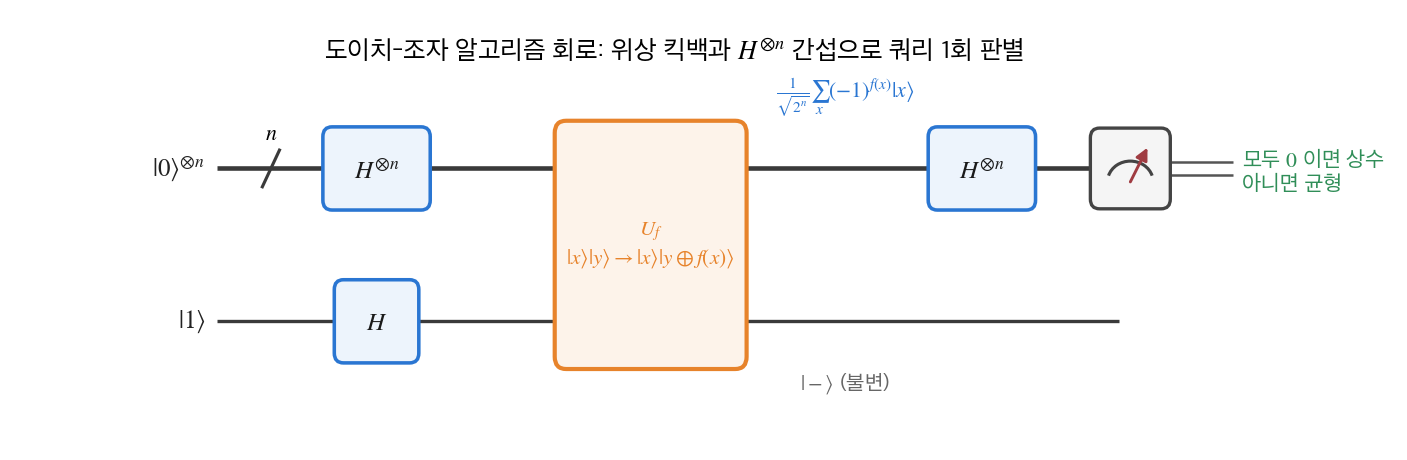 도이치-조자 알고리즘 회로: 위상 킥백과 H⊗n 간섭으로 쿼리 1회 판별
1/√2ⁿ ∑ₓ(−1)^f(x)|x⟩
n
|0⟩⊗n
H⊗n
H⊗n
모두 0 이면 상수
아니면 균형
U_f
|x⟩|y⟩→|x⟩|y⊕f(x)⟩
|1⟩
H
|−⟩ (불변)